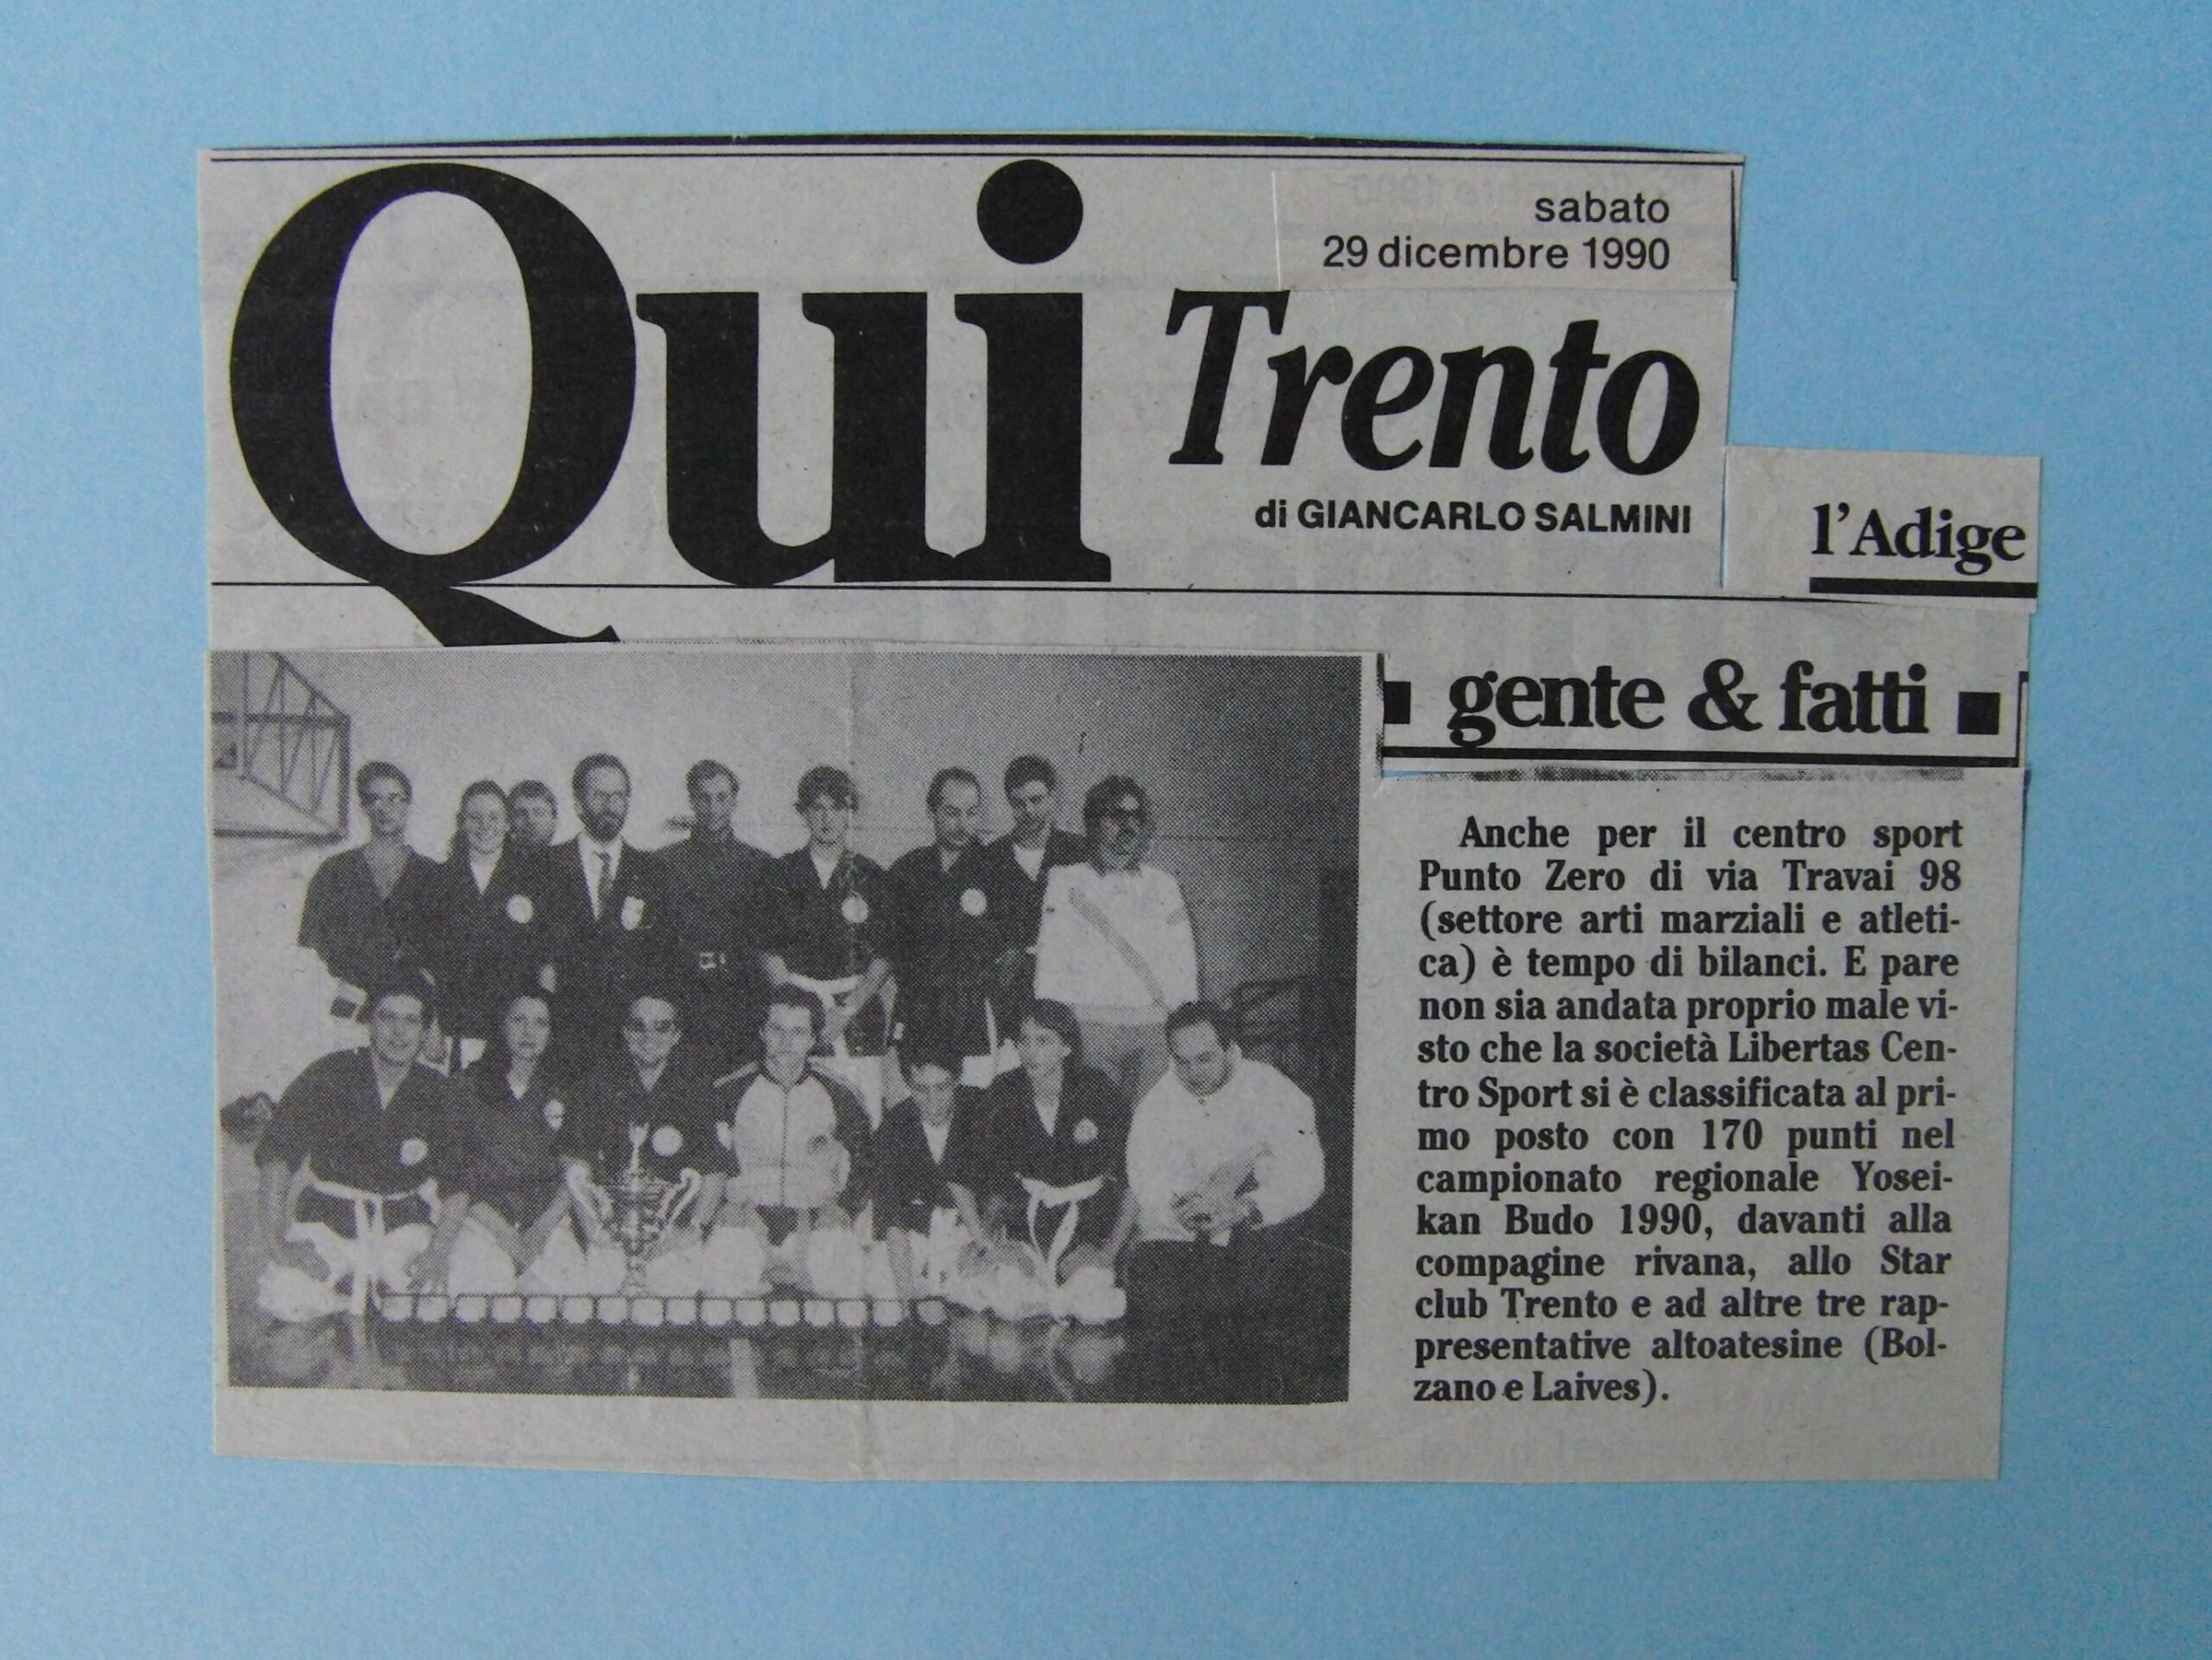 sabato
29 dicembre 1990
Qui Trento
di GIANCARLO SALMINI
l'Adige
gente & fatti
Anche per il centro sport
Punto Zero di via Travai 98
(settore arti marziali e atleti-
ca) è tempo di bilanci. E pare
non sia andata proprio male vi-
sto che la società Libertas Cen-
tro Sport si è classificata al pri-
mo posto con 170 punti nel
campionato regionale Yosei-
kan Budo 1990, davanti alla
compagine rivana, allo Star
club Trento e ad altre tre rap-
presentative altoatesine (Bol-
zano e Laives).